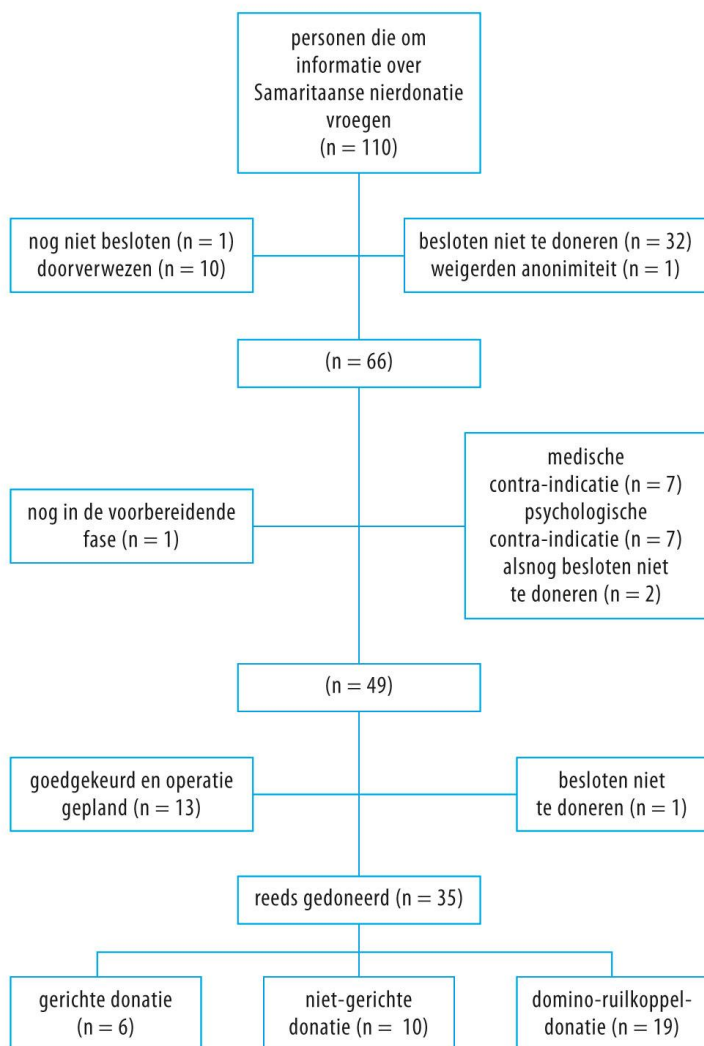 personen die om
informatie over
Samaritaanse nierdonatie
vroegen
(n = 110)
nog niet besloten (n = 1)
doorverwezen (n = 10)
besloten niet te doneren (n = 32)
weigerden anonimiteit (n = 1)
(n = 66)
nog in de voorbereidende
fase (n = 1)
medische
contra-indicatie (n = 7)
psychologische
contra-indicatie (n = 7)
alsnog besloten niet
te doneren (n = 2)
(n = 49)
goedgekeurd en operatie
gepland (n = 13)
besloten niet
te doneren (n = 1)
reeds gedoneerd (n = 35)
gerichte donatie
(n = 6)
niet-gerichte
donatie (n = 10)
domino-ruilkoppel-
donatie (n = 19)